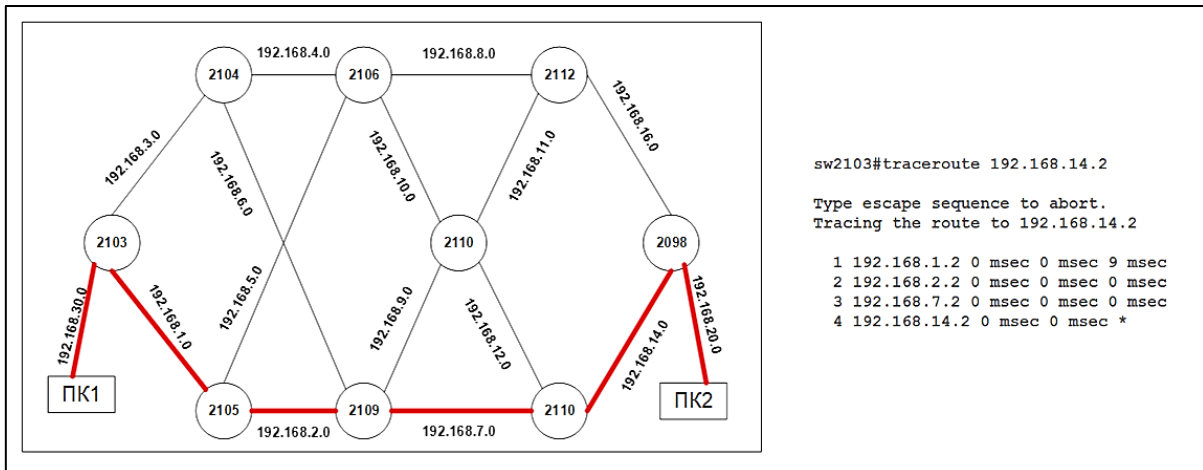 192.168.4.0
192.168.8.0
2104
2106
2112
192.168.3.0
192.168.6.0
192.168.10.0
192.168.11.0
192.168.16.0
2103
2110
2098
192.168.30.0
192.168.1.0
192.168.5.0
192.168.9.0
192.168.12.0
192.168.14.0
192.168.20.0
ПК1
2105
2109
2110
ПК2
192.168.2.0
192.168.7.0
sw2103#traceroute 192.168.14.2
Type escape sequence to abort.
Tracing the route to 192.168.14.2
1 192.168.1.2 0 msec 0 msec 9 msec
2 192.168.2.2 0 msec 0 msec 0 msec
3 192.168.7.2 0 msec 0 msec 0 msec
4 192.168.14.2 0 msec 0 msec *